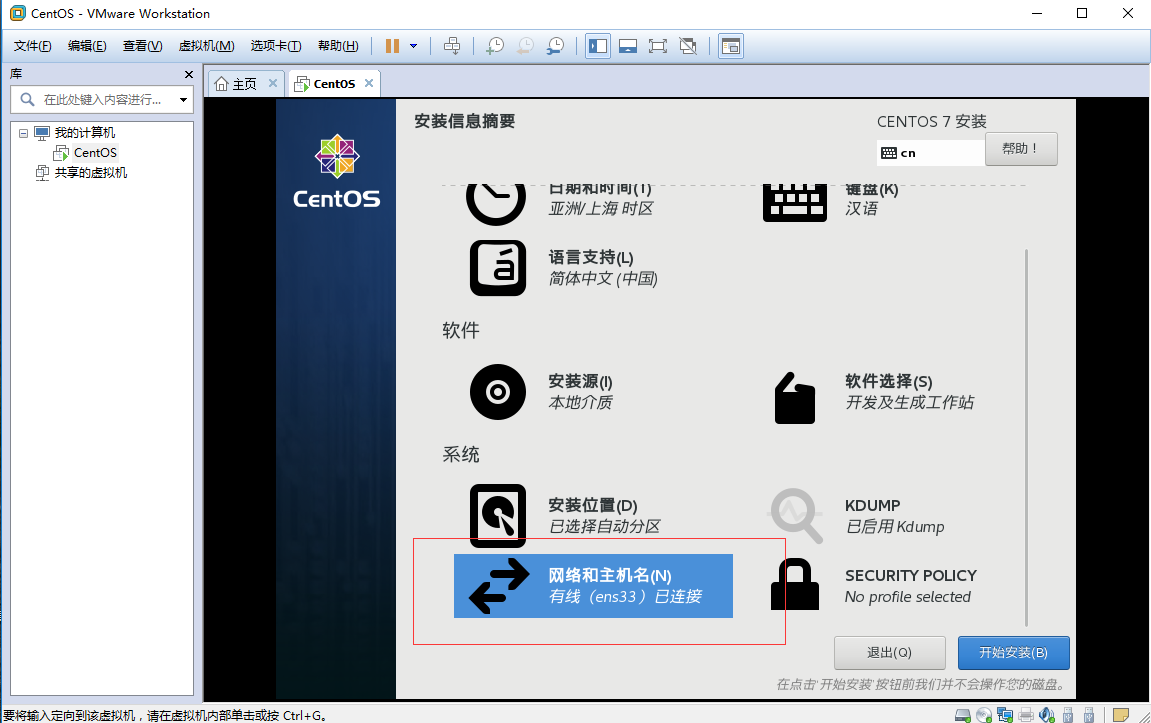 CentOS - VMware Workstation
文件(F) 编辑(E) 查看(V) 虚拟机(M) 选项卡(T) 帮助(H)
库
在此处键入内容进行...
我的计算机
CentOS
共享的虚拟机
主页
CentOS
CentOS
安装信息摘要
CENTOS 7 安装
cn
帮助！
日期和时间(T)
亚洲/上海 时区
键盘(K)
汉语
语言支持(L)
简体中文 (中国)
软件
安装源(I)
本地介质
软件选择(S)
开发及生成工作站
系统
安装位置(D)
已选择自动分区
KDUMP
已启用 Kdump
网络和主机名(N)
有线（ens33）已连接
SECURITY POLICY
No profile selected
退出(Q)
开始安装(B)
在点击'开始安装'按钮前我们并不会操作您的磁盘。
要将输入定向到该虚拟机，请在虚拟机内部单击或按 Ctrl+G。